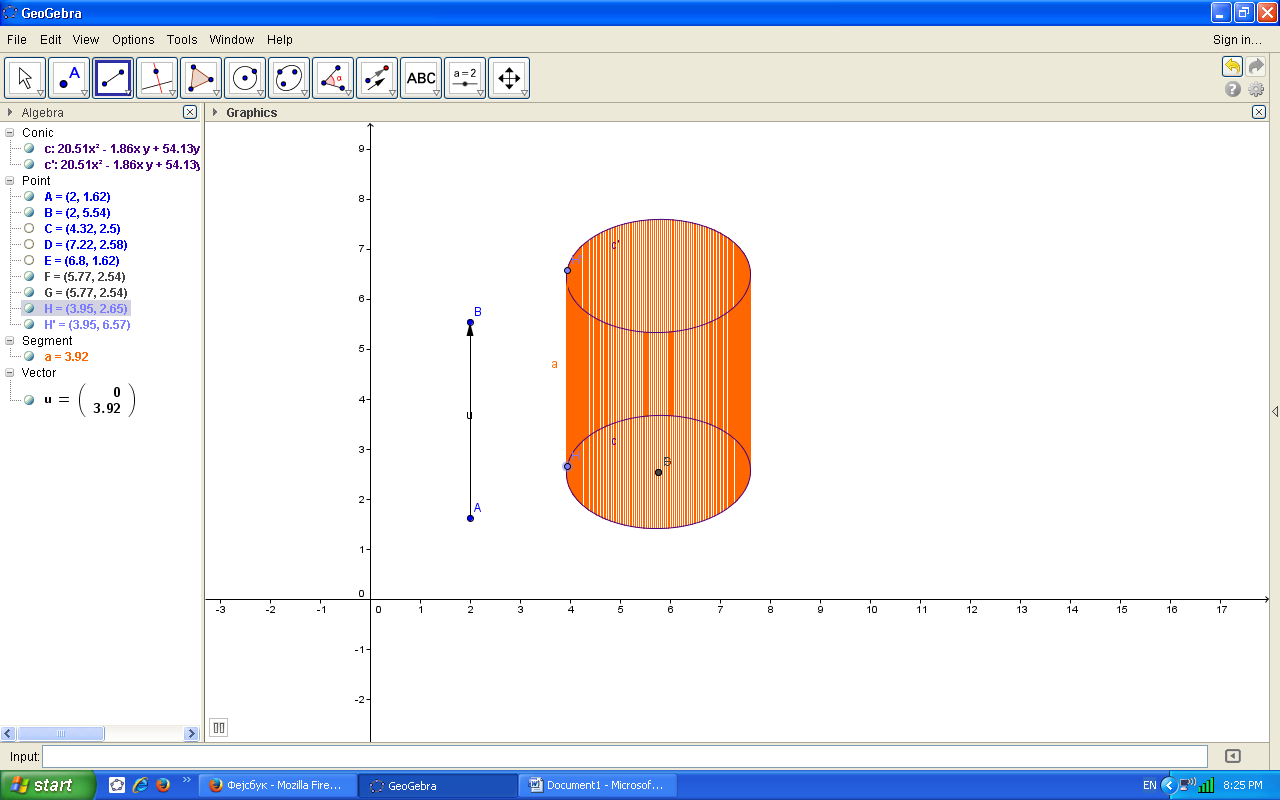 GeoGebra
File Edit View Options Tools Window Help Sign in...
A α ABC a = 2
Algebra
Graphics
Conic
c: 20.51x² - 1.86x y + 54.13y
c': 20.51x² - 1.86x y + 54.13y
Point
A = (2, 1.62)
B = (2, 5.54)
C = (4.32, 2.5)
D = (7.22, 2.58)
E = (6.8, 1.62)
F = (5.77, 2.54)
G = (5.77, 2.54)
H = (3.95, 2.65)
H' = (3.95, 6.57)
Segment
a = 3.92
Vector
u = ( 0
3.92 )
9
8
7
6
5
4
3
2
1
0
-1
-2
-3 -2 -1 0 1 2 3 4 5 6 7 8 9 10 11 12 13 14 15 16 17
c'
B
a
u
c
A
Input:
start Фејсбук - Mozilla Fire... GeoGebra Document1 - Microsof... EN 8:25 PM